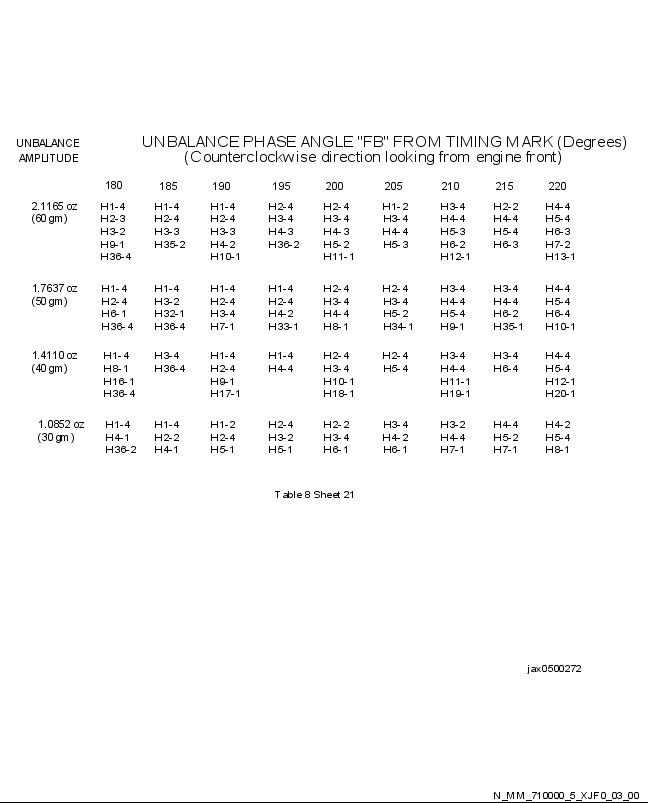 UNBALANCE PHASE ANGLE "FB" FROM TIMING MARK (Degrees)
(Counterclockwise direction looking from engine front)
UNBALANCE
AMPLITUDE
180 185 190 195 200 205 210 215 220
2.1165 oz H1-4 H1-4 H1-4 H2-4 H2-4 H1-2 H3-4 H2-2 H4-4
(60 gm) H2-3 H2-4 H2-4 H3-4 H3-4 H3-4 H4-4 H4-4 H5-4
H3-2 H3-3 H3-3 H4-3 H4-3 H4-4 H5-3 H5-4 H6-3
H9-1 H35-2 H4-2 H36-2 H5-2 H5-3 H6-2 H6-3 H7-2
H36-4 H10-1 H11-1 H12-1 H13-1
1.7637 oz H1-4 H1-4 H1-4 H1-4 H2-4 H2-4 H3-4 H3-4 H4-4
(50 gm) H2-4 H3-2 H2-4 H2-4 H3-4 H3-4 H4-4 H4-4 H5-4
H6-1 H32-1 H3-4 H4-2 H4-4 H5-2 H5-4 H6-2 H6-4
H36-4 H36-4 H7-1 H33-1 H8-1 H34-1 H9-1 H35-1 H10-1
1.4110 oz H1-4 H3-4 H1-4 H1-4 H2-4 H2-4 H3-4 H3-4 H4-4
(40 gm) H8-1 H36-4 H2-4 H4-4 H3-4 H5-4 H4-4 H6-4 H5-4
H16-1 H9-1 H10-1 H11-1 H12-1
H36-4 H17-1 H18-1 H19-1 H20-1
1.0852 oz H1-4 H1-4 H1-2 H2-4 H2-2 H3-4 H3-2 H4-4 H4-2
(30 gm) H4-1 H2-2 H2-4 H3-2 H3-4 H4-2 H4-4 H5-2 H5-4
H36-2 H4-1 H5-1 H5-1 H6-1 H6-1 H7-1 H7-1 H8-1
Table 8 Sheet 21
jax0500272
N_MM_710000_5_XJF0_03_00